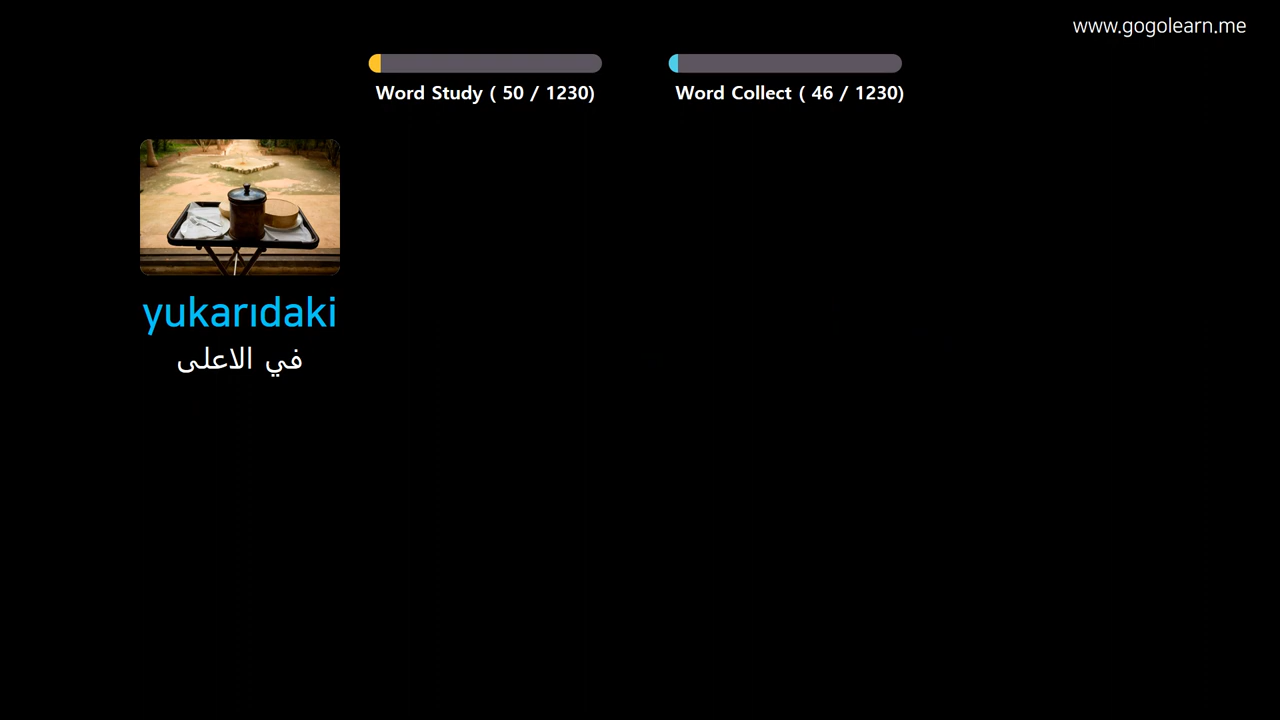 www.gogolearn.me
Word Study ( 50 / 1230)
Word Collect ( 46 / 1230)
yukarıdaki
في الاعلى